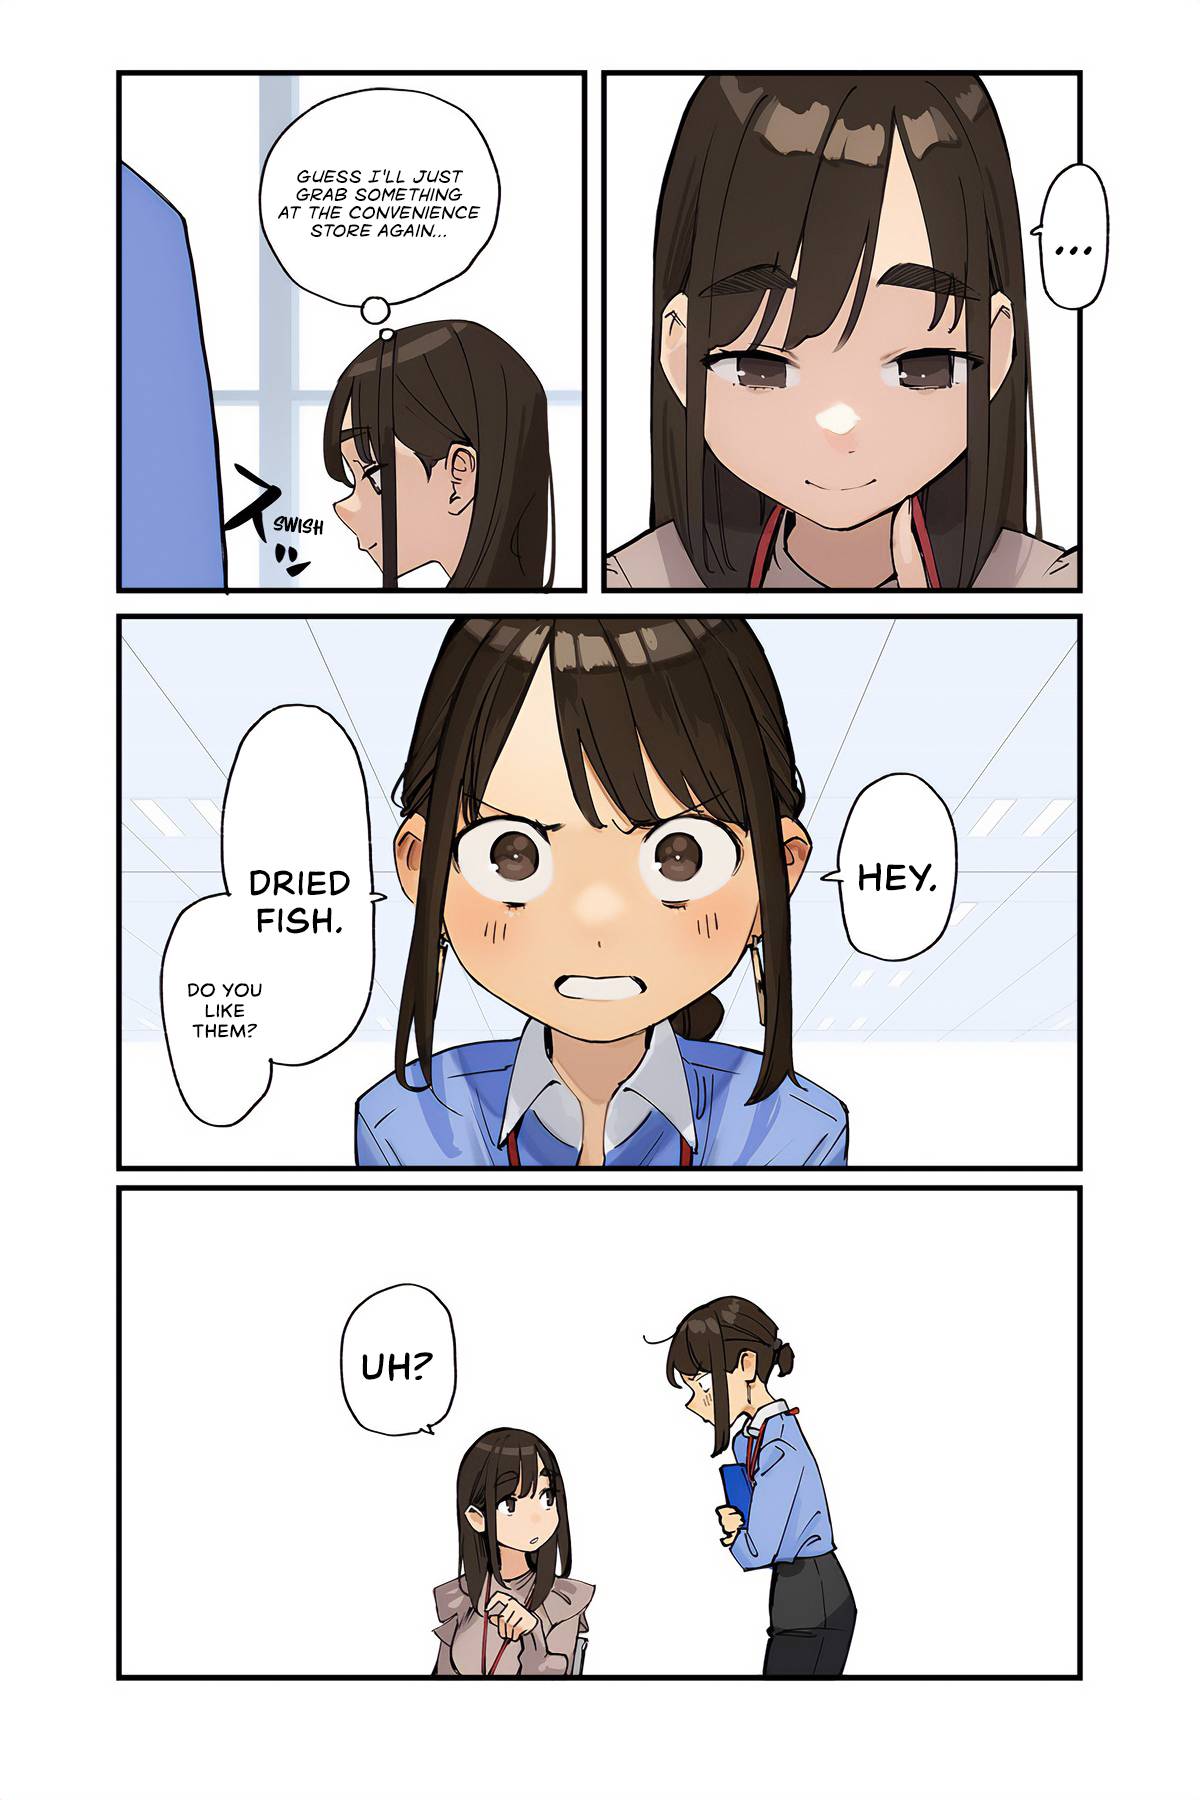 ...
GUESS I'LL JUST
GRAB SOMETHING
AT THE CONVENIENCE
STORE AGAIN...
ス
SWISH
HEY.
DRIED
FISH.
DO YOU
LIKE
THEM?
UH?